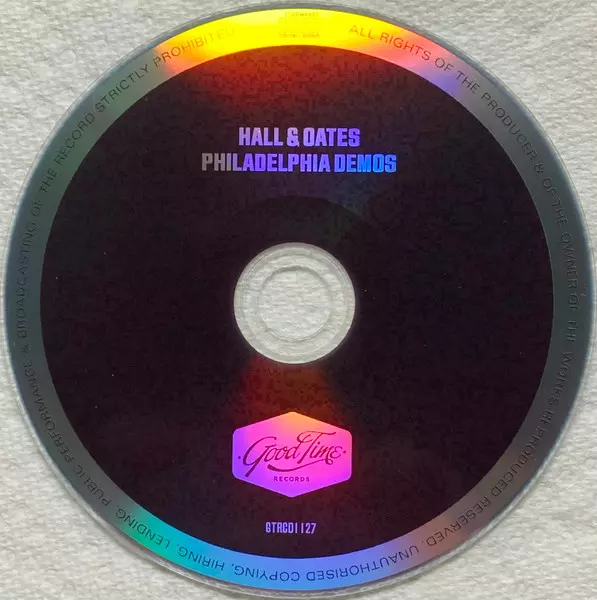 HALL & OATES
PHILADELPHIA DEMOS
Good Time
RECORDS
GTRCD1127
ALL RIGHTS OF THE PRODUCER & OF THE OWNER OF THE WORKS REPRODUCED RESERVED. UNAUTHORISED COPYING, HIRING, LENDING, PUBLIC PERFORMANCE & BROADCASTING OF THE RECORD STRICTLY PROHIBITED